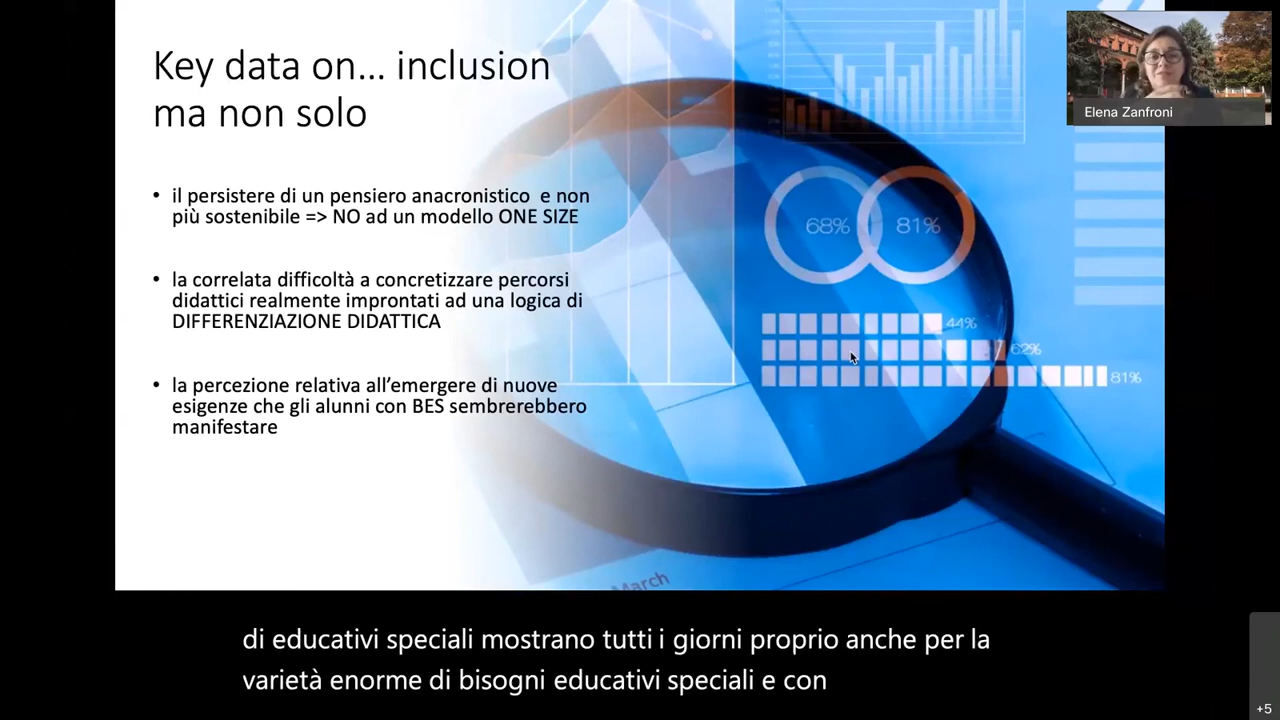 Key data on... inclusion
ma non solo
• il persistere di un pensiero anacronistico  e non
più sostenibile => NO ad un modello ONE SIZE
• la correlata difficoltà a concretizzare percorsi
didattici realmente improntati ad una logica di
DIFFERENZIAZIONE DIDATTICA
• la percezione relativa all'emergere di nuove
esigenze che gli alunni con BES sembrerebbero
manifestare
68%
81%
44%
62%
81%
March
Elena Zanfroni
di educativi speciali mostrano tutti i giorni proprio anche per la
varietà enorme di bisogni educativi speciali e con
+5